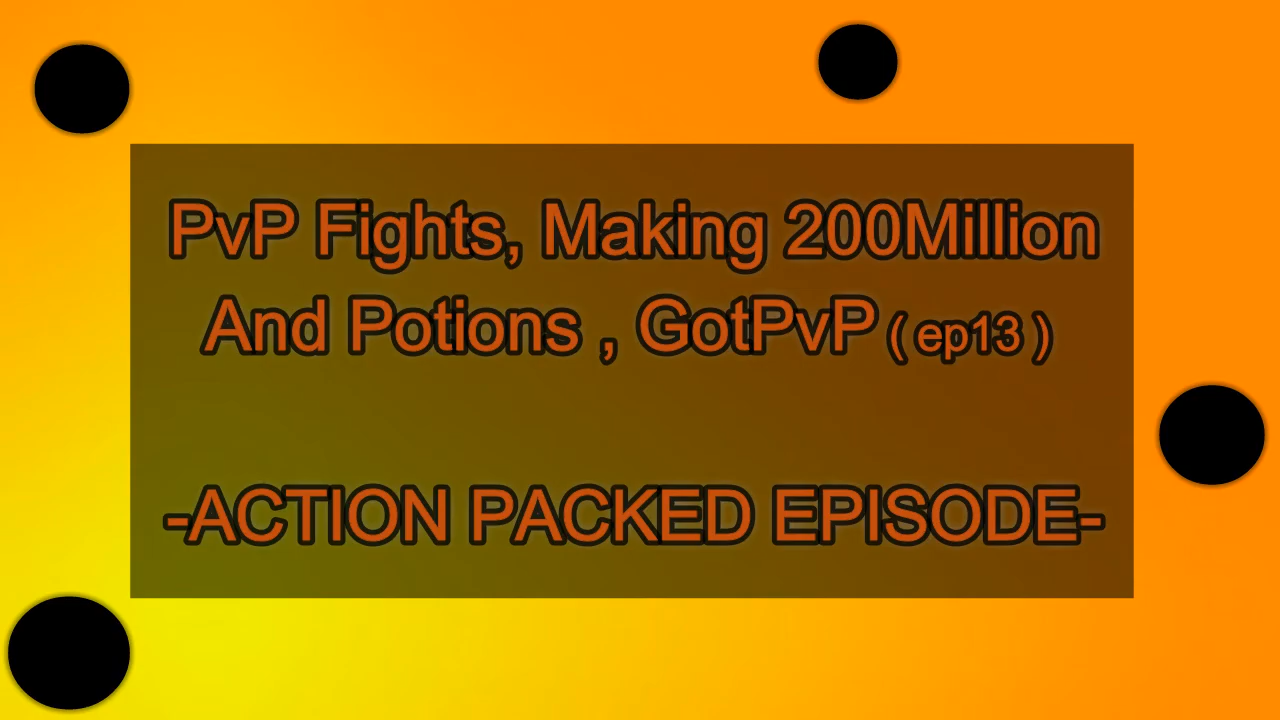 PvP Fights, Making 200Million
And Potions , GotPvP ( ep13 )
-ACTION PACKED EPISODE-